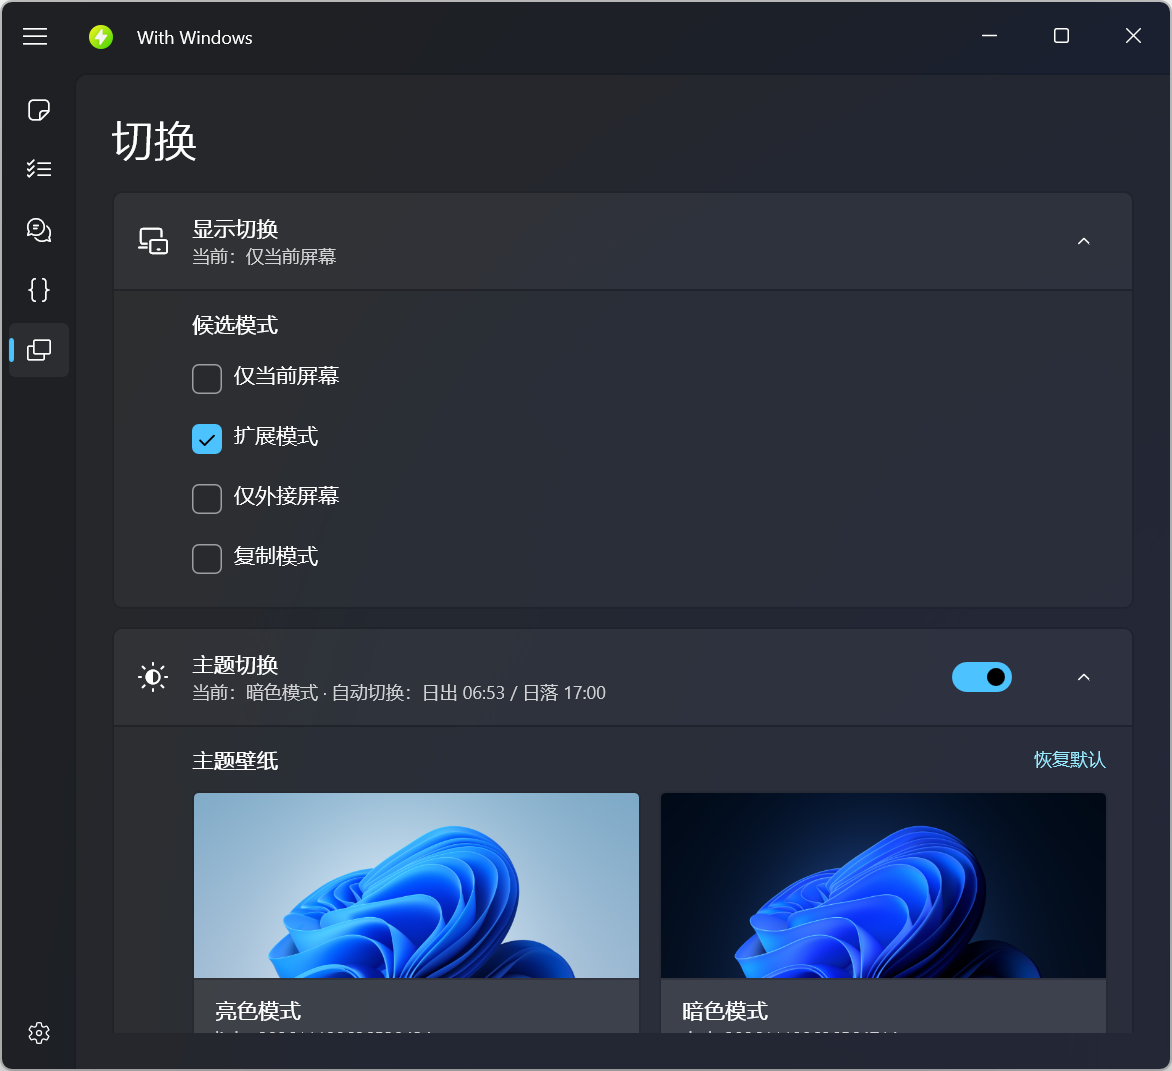 With Windows
切换
显示切换
当前：仅当前屏幕
候选模式
仅当前屏幕
扩展模式
仅外接屏幕
复制模式
主题切换
当前：暗色模式 · 自动切换：日出 06:53 / 日落 17:00
主题壁纸
恢复默认
亮色模式
暗色模式